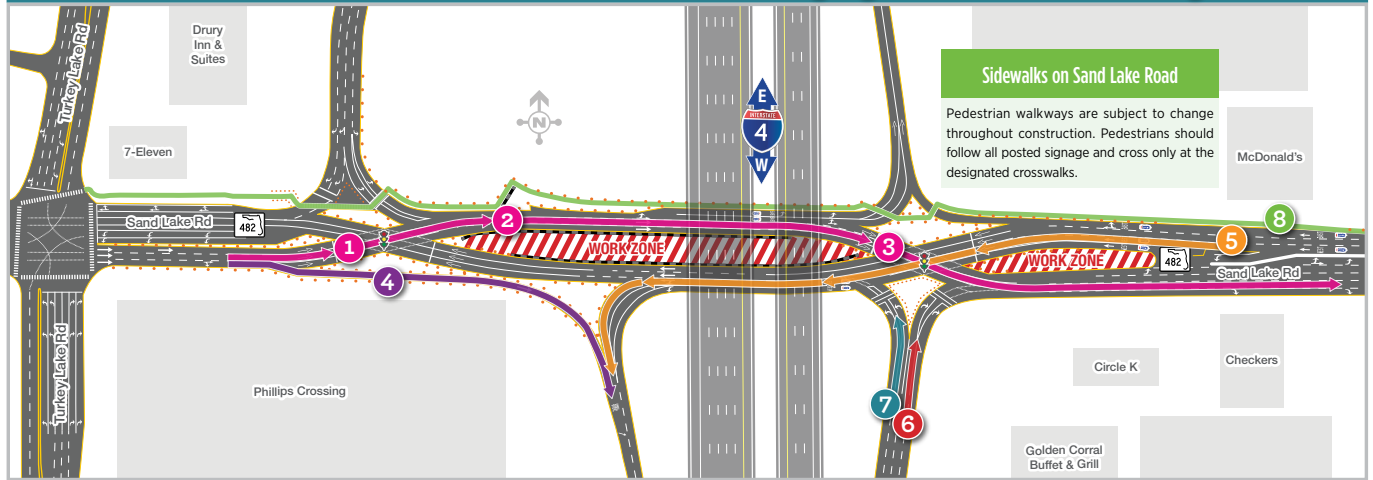 Turkey Lake Rd
Drury
Inn &
Suites
7-Eleven
N
E
INTERSTATE
4
W
Sidewalks on Sand Lake Road
Pedestrian walkways are subject to change
throughout construction. Pedestrians should
follow all posted signage and cross only at the
designated crosswalks.
McDonald's
Sand Lake Rd
482
1
2
WORK ZONE
3
4
5
8
WORK ZONE
482
Sand Lake Rd
Turkey Lake Rd
Phillips Crossing
7
6
Circle K
Checkers
Golden Corral
Buffet & Grill